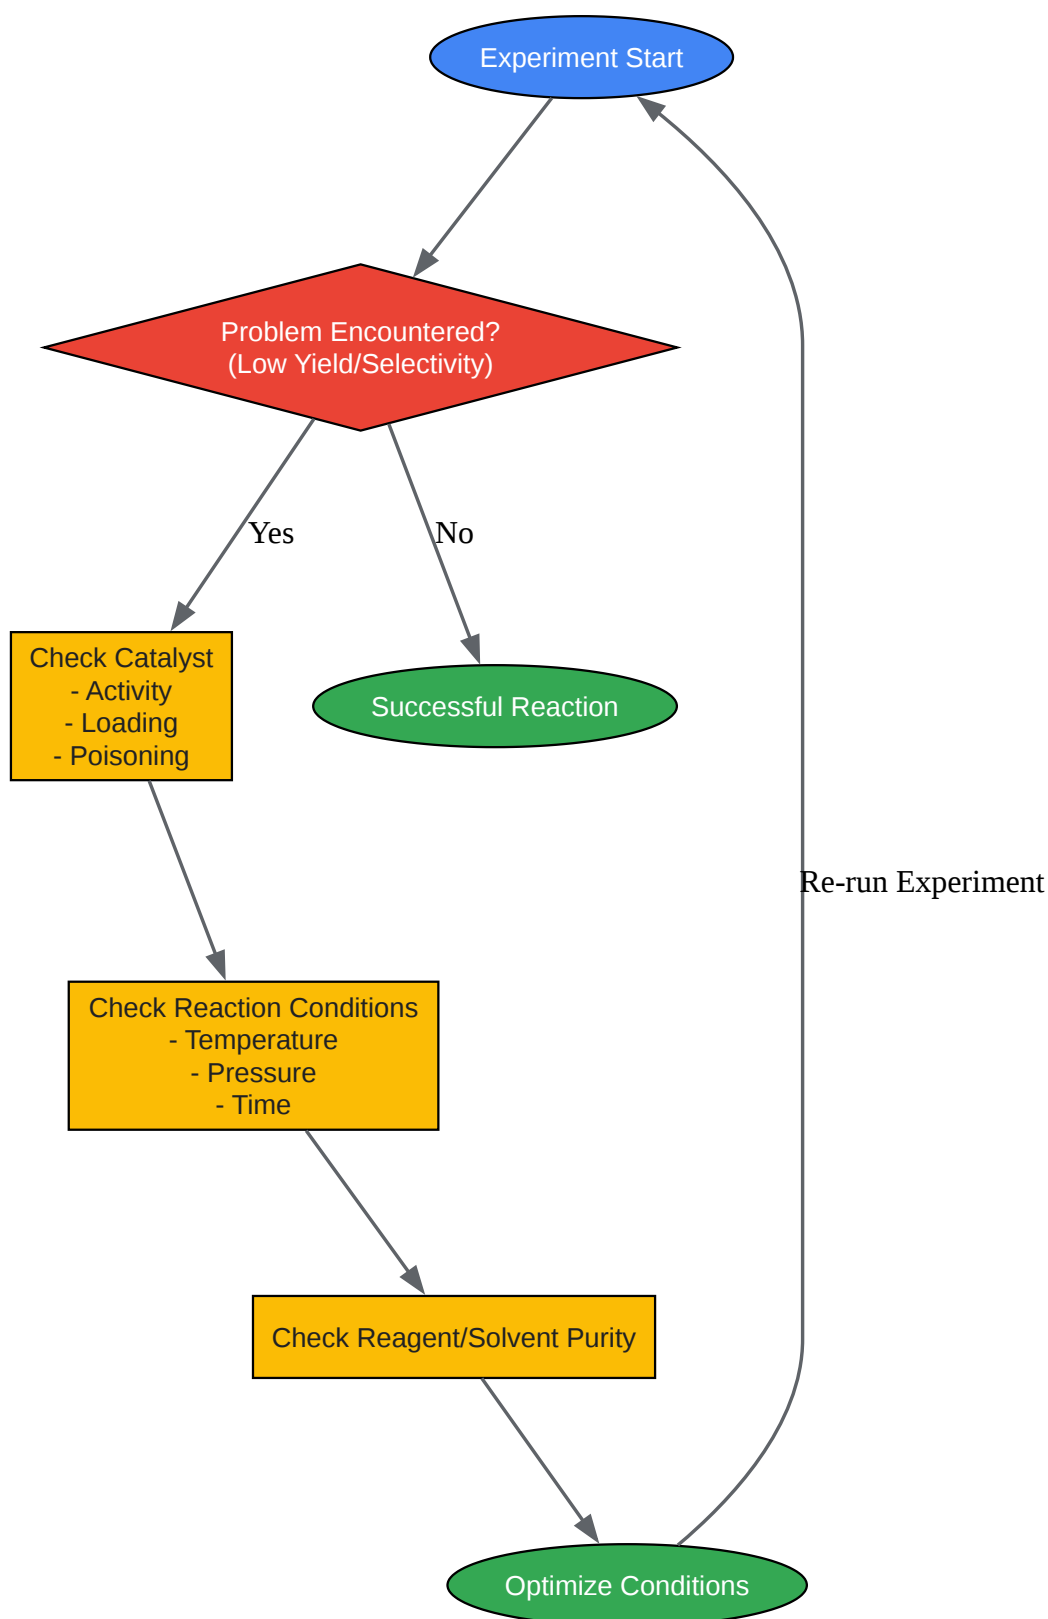 Experiment Start
Problem Encountered?
(Low Yield/Selectivity)
Yes
No
Check Catalyst
- Activity
- Loading
- Poisoning
Successful Reaction
Re-run Experiment
Check Reaction Conditions
- Temperature
- Pressure
- Time
Check Reagent/Solvent Purity
Optimize Conditions